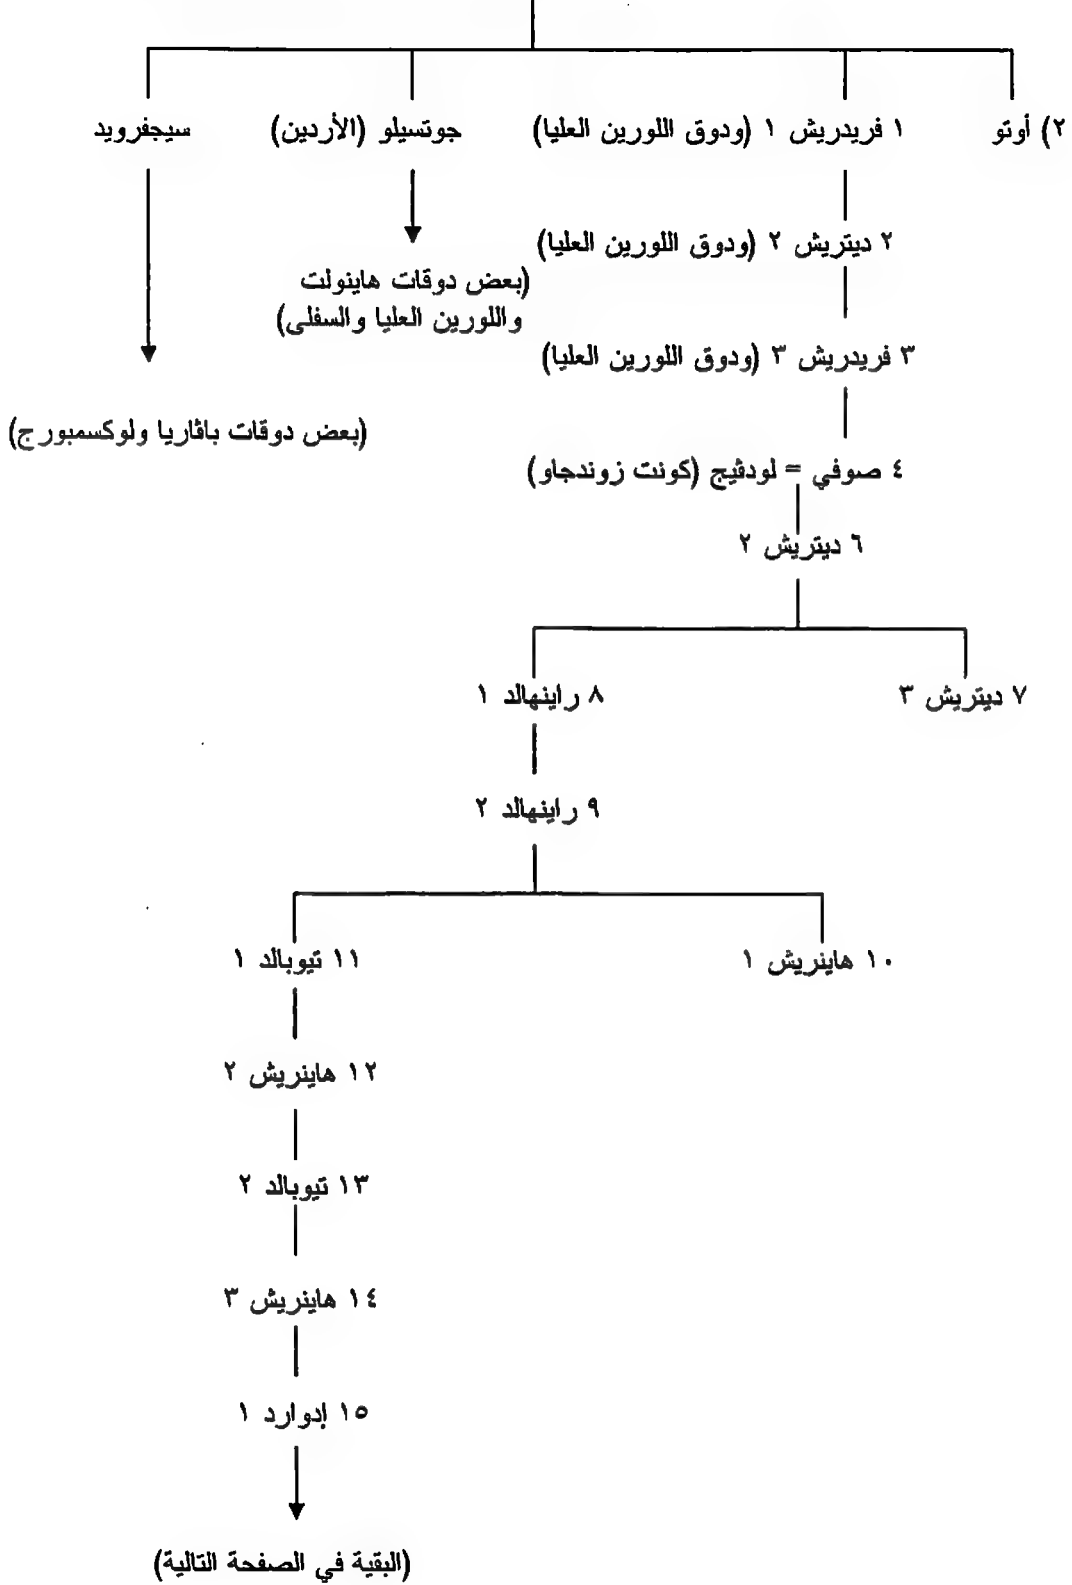 ٢) أوتو
١ فريدريش ١ (ودوق اللورين العليا)
جوتسيلو (الأردين)
سيجفرويد
٢ ديتريش ٢ (ودوق اللورين العليا)
(بعض دوقات هاينولت
واللورين العليا والسفلى)
٣ فريدريش ٣ (ودوق اللورين العليا)
(بعض دوقات باڤاريا ولوكسمبورج)
٤ صوفي = لودڤيج (كونت زوندجاو)
٦ ديتريش ٢
٧ ديتريش ٣
٨ راينهالد ١
٩ راينهالد ٢
١٠ هاينريش ١
١١ تيوبالد ١
١٢ هاينريش ٢
١٣ تيوبالد ٢
١٤ هاينريش ٣
١٥ إدوارد ١
(البقية في الصفحة التالية)